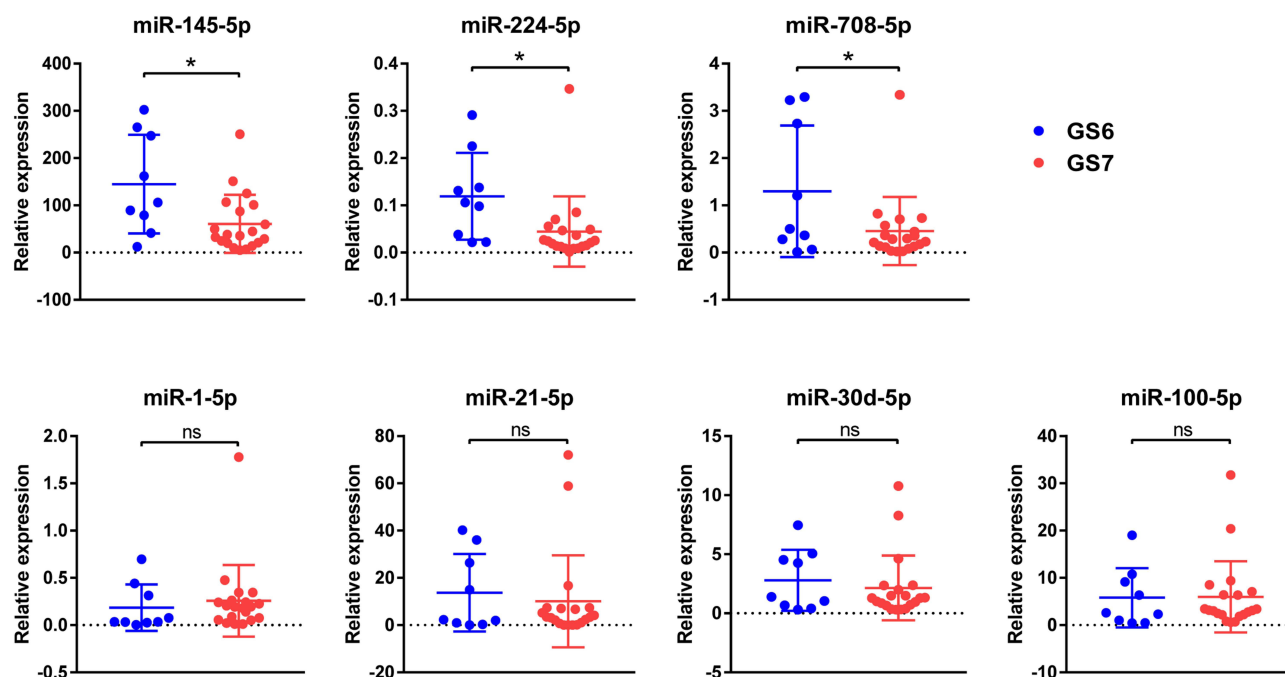 miR-145-5p
Relative expression
400
300
200
100
0
-100
*
miR-224-5p
Relative expression
0.4
0.3
0.2
0.1
0.0
-0.1
*
miR-708-5p
Relative expression
4
3
2
1
0
-1
*
GS6
GS7
miR-1-5p
Relative expression
2.0
1.5
1.0
0.5
0.0
-0.5
ns
miR-21-5p
Relative expression
80
60
40
20
0
-20
ns
miR-30d-5p
Relative expression
15
10
5
0
-5
ns
miR-100-5p
Relative expression
40
30
20
10
0
-10
ns